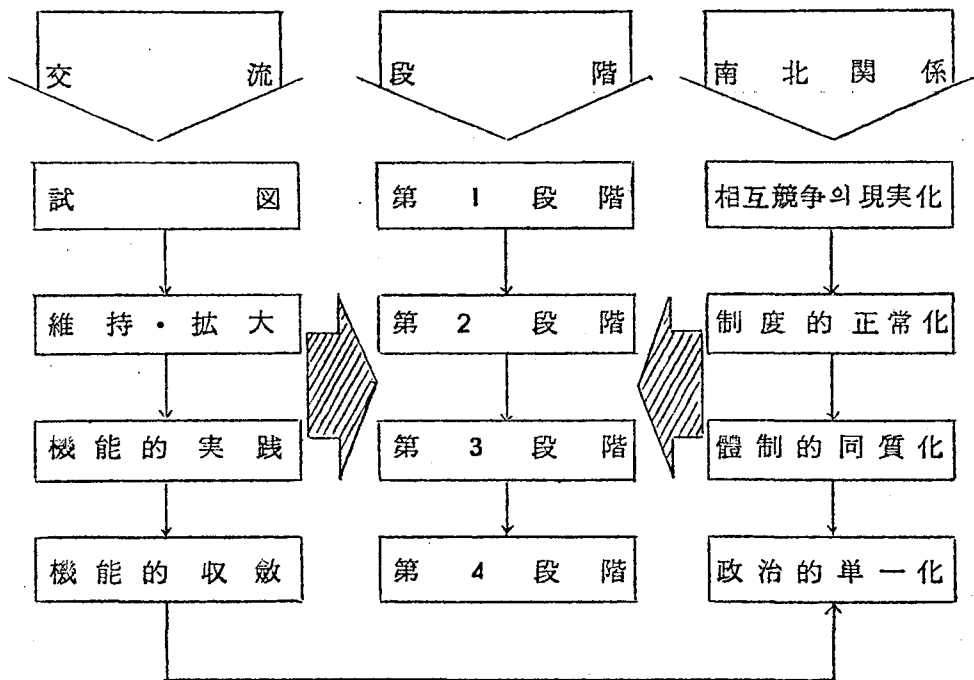 交流 段階 南北関係
試図 第1段階 相互競争의現実化
維持・拡大 第2段階 制度的正常化
機能的実践 第3段階 體制的同質化
機能的収斂 第4段階 政治的単一化